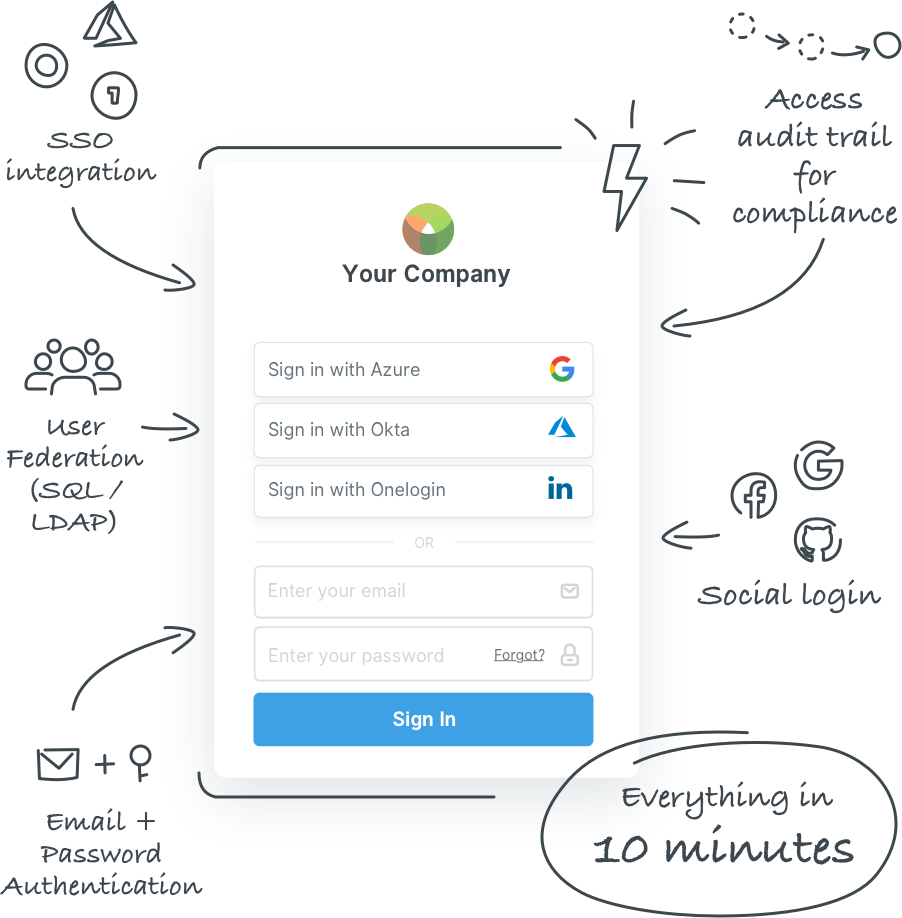 SSO
integration
Access
audit trail
for
compliance
Your Company
Sign in with Azure
Sign in with Okta
Sign in with Onelogin
in
OR
Enter your email
Enter your password
Forgot?
Sign In
User
Federation
(SQL /
LDAP)
Social login
Email +
Password
Authentication
Everything in
10 minutes